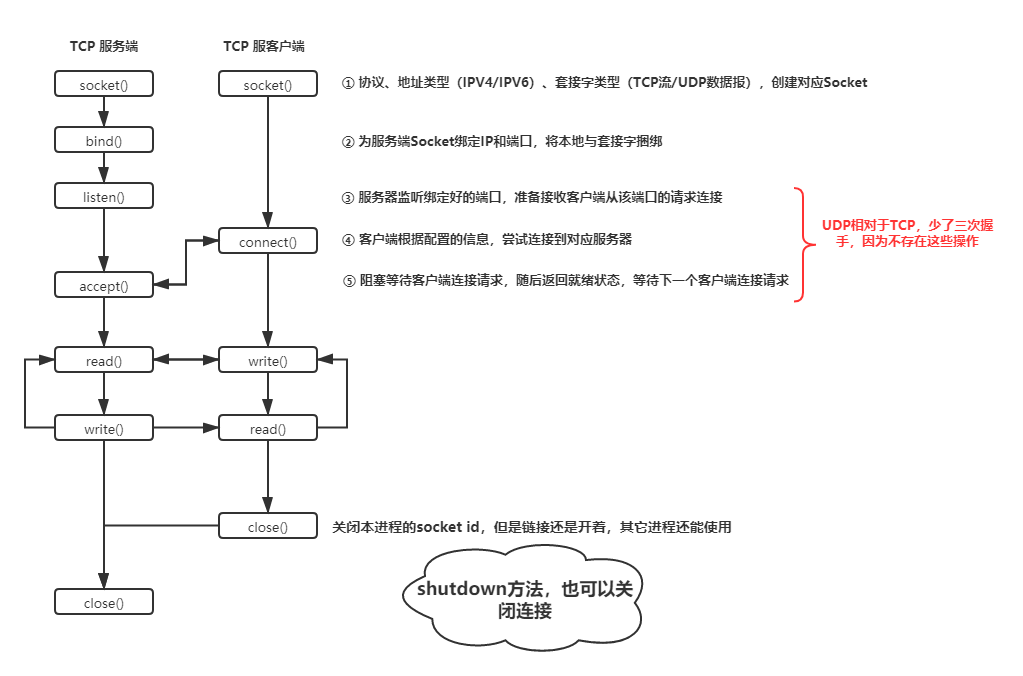 TCP 服务端
TCP 服客户端
socket()
socket()
① 协议、地址类型（IPV4/IPV6）、套接字类型（TCP流/UDP数据报），创建对应Socket
bind()
② 为服务端Socket绑定IP和端口，将本地与套接字捆绑
listen()
③ 服务器监听绑定好的端口，准备接收客户端从该端口的请求连接
UDP相对于TCP，少了三次握
手，因为不存在这些操作
connect()
④ 客户端根据配置的信息，尝试连接到对应服务器
accept()
⑤ 阻塞等待客户端连接请求，随后返回就绪状态，等待下一个客户端连接请求
read()
write()
write()
read()
close()
关闭本进程的socket id，但是链接还是开着，其它进程还能使用
shutdown方法，也可以关
闭连接
close()